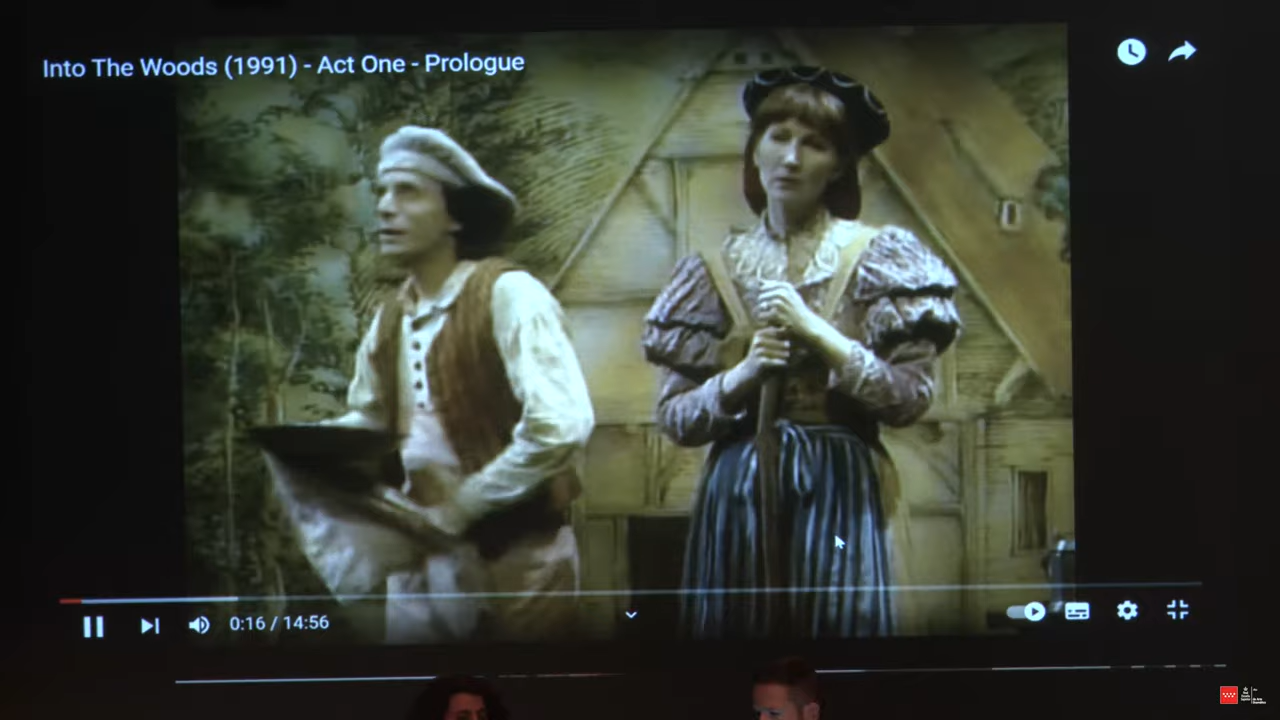 Into The Woods (1991) - Act One - Prologue
0:16 / 14:56